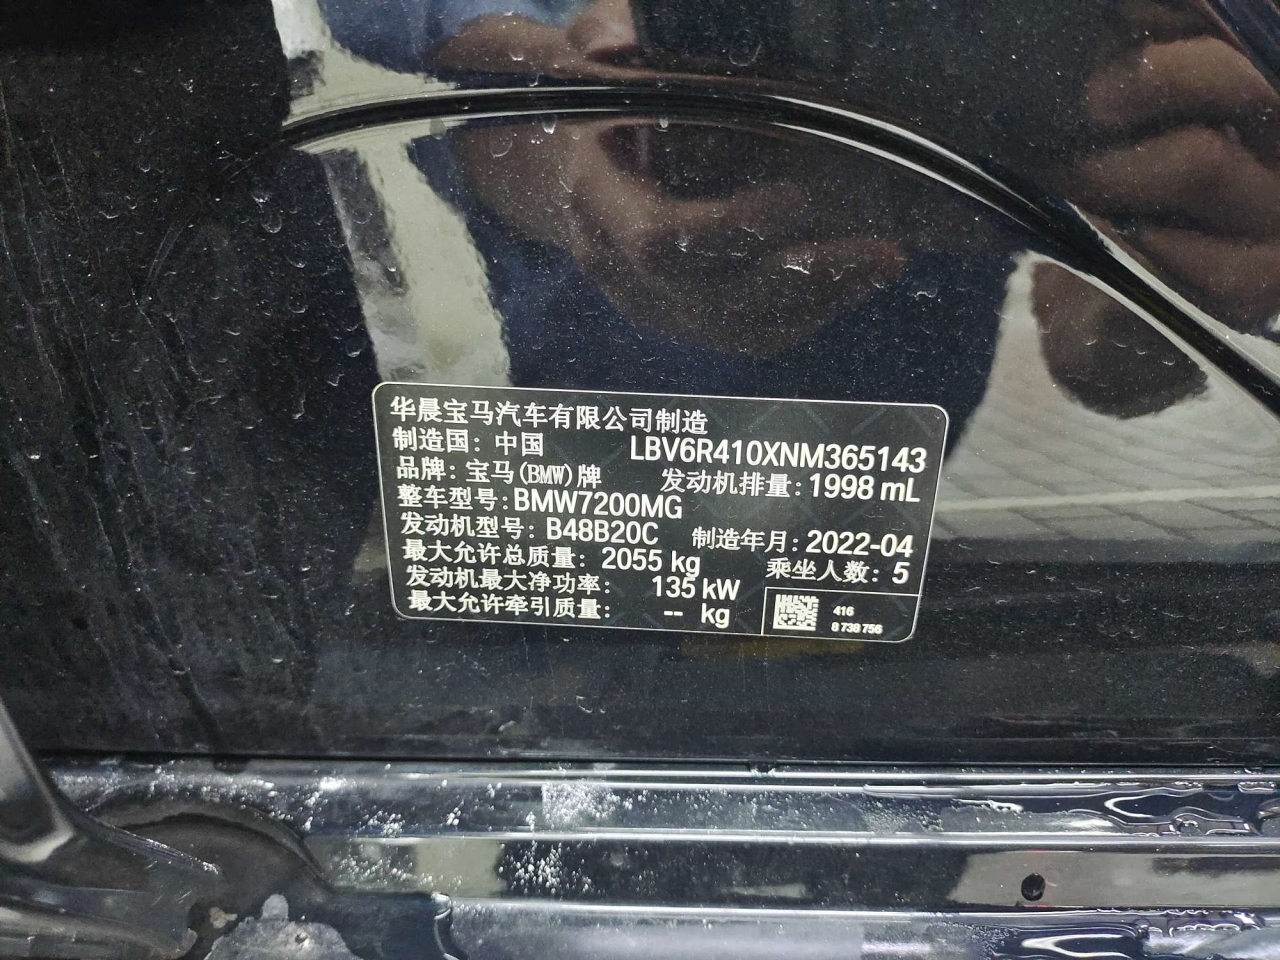 华晨宝马汽车有限公司制造
制造国: 中国 LBV6R410XNM365143
品牌: 宝马(BMW)牌 发动机排量: 1998 mL
整车型号: BMW7200MG
发动机型号: B48B20C 制造年月: 2022-04
最大允许总质量: 2055 kg 乘坐人数: 5
发动机最大净功率: 135 kW
最大允许牵引质量: -- kg
416
8 738 756